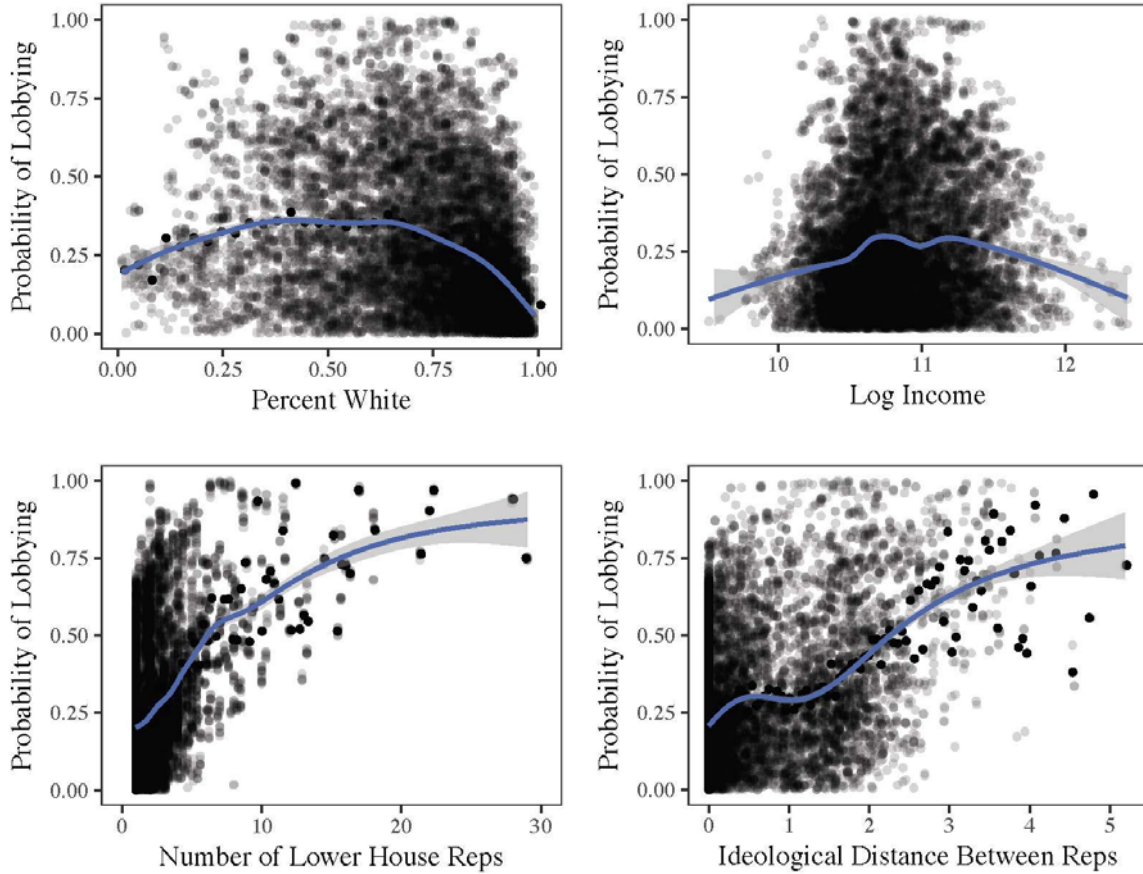 Probability of Lobbying
1.00
0.75
0.50
0.25
0.00
0.00 0.25 0.50 0.75 1.00
Percent White
Probability of Lobbying
1.00
0.75
0.50
0.25
0.00
10 11 12
Log Income
Probability of Lobbying
1.00
0.75
0.50
0.25
0.00
0 10 20 30
Number of Lower House Reps
Probability of Lobbying
1.00
0.75
0.50
0.25
0.00
0 1 2 3 4 5
Ideological Distance Between Reps